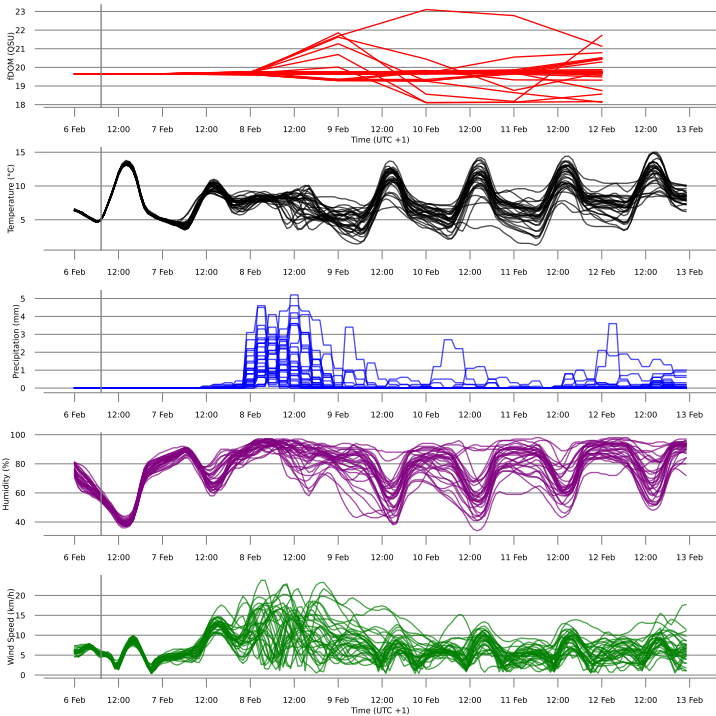 fDOM (QSU)
23
22
21
20
19
18
6 Feb 12:00 7 Feb 12:00 8 Feb 12:00 9 Feb 12:00 10 Feb 12:00 11 Feb 12:00 12 Feb 12:00 13 Feb
Time (UTC +1)
Temperature (°C)
15
10
5
6 Feb 12:00 7 Feb 12:00 8 Feb 12:00 9 Feb 12:00 10 Feb 12:00 11 Feb 12:00 12 Feb 12:00 13 Feb
Precipitation (mm)
5
4
3
2
1
0
6 Feb 12:00 7 Feb 12:00 8 Feb 12:00 9 Feb 12:00 10 Feb 12:00 11 Feb 12:00 12 Feb 12:00 13 Feb
Humidity (%)
100
80
60
40
6 Feb 12:00 7 Feb 12:00 8 Feb 12:00 9 Feb 12:00 10 Feb 12:00 11 Feb 12:00 12 Feb 12:00 13 Feb
Wind Speed (km/h)
20
15
10
5
0
6 Feb 12:00 7 Feb 12:00 8 Feb 12:00 9 Feb 12:00 10 Feb 12:00 11 Feb 12:00 12 Feb 12:00 13 Feb
Time (UTC +1)